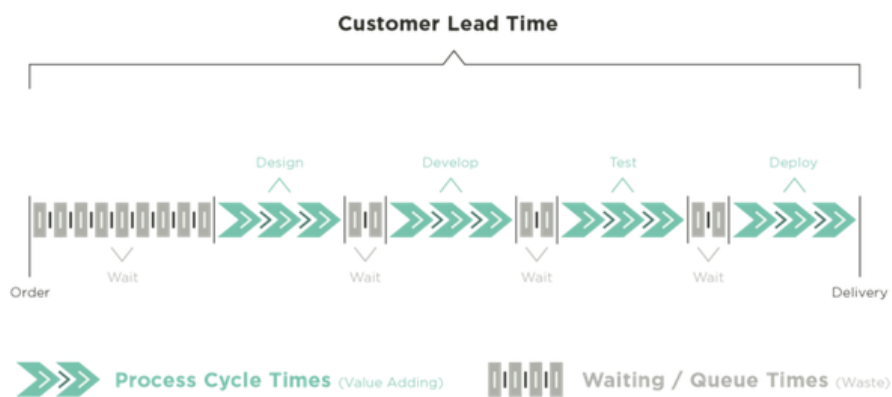 Customer Lead Time
Design Develop Test Deploy
Wait Wait Wait Wait
Order Delivery
Process Cycle Times (Value Adding) Waiting / Queue Times (Waste)